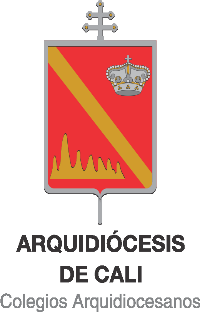 ARQUIDIÓCESIS
DE CALI
Colegios Arquidiocesanos